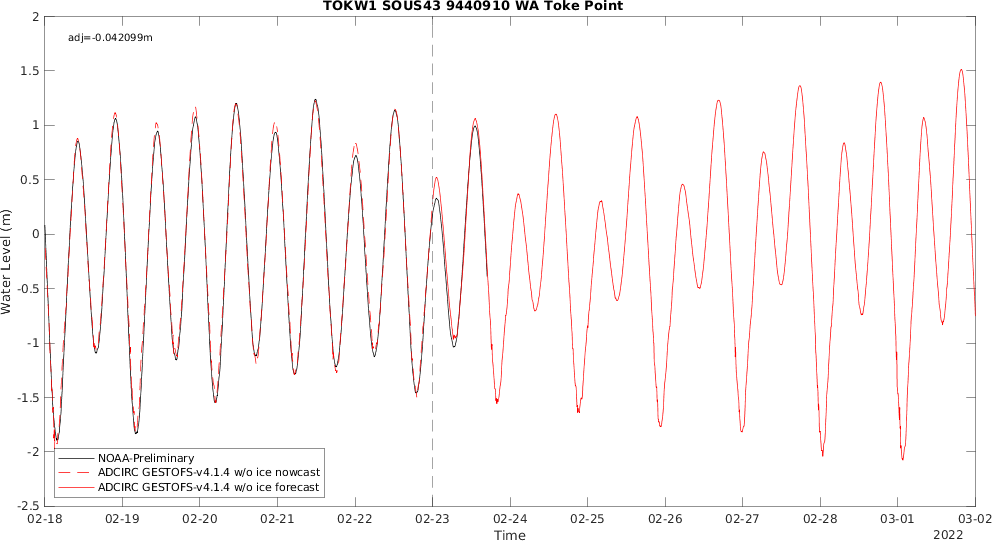 TOKW1 SOUS43 9440910 WA Toke Point
adj=-0.042099m
2
1.5
1
0.5
0
-0.5
-1
-1.5
-2
-2.5
Water Level (m)
NOAA-Preliminary
ADCIRC GESTOFS-v4.1.4 w/o ice nowcast
ADCIRC GESTOFS-v4.1.4 w/o ice forecast
02-18 02-19 02-20 02-21 02-22 02-23 02-24 02-25 02-26 02-27 02-28 03-01 03-02
Time
2022